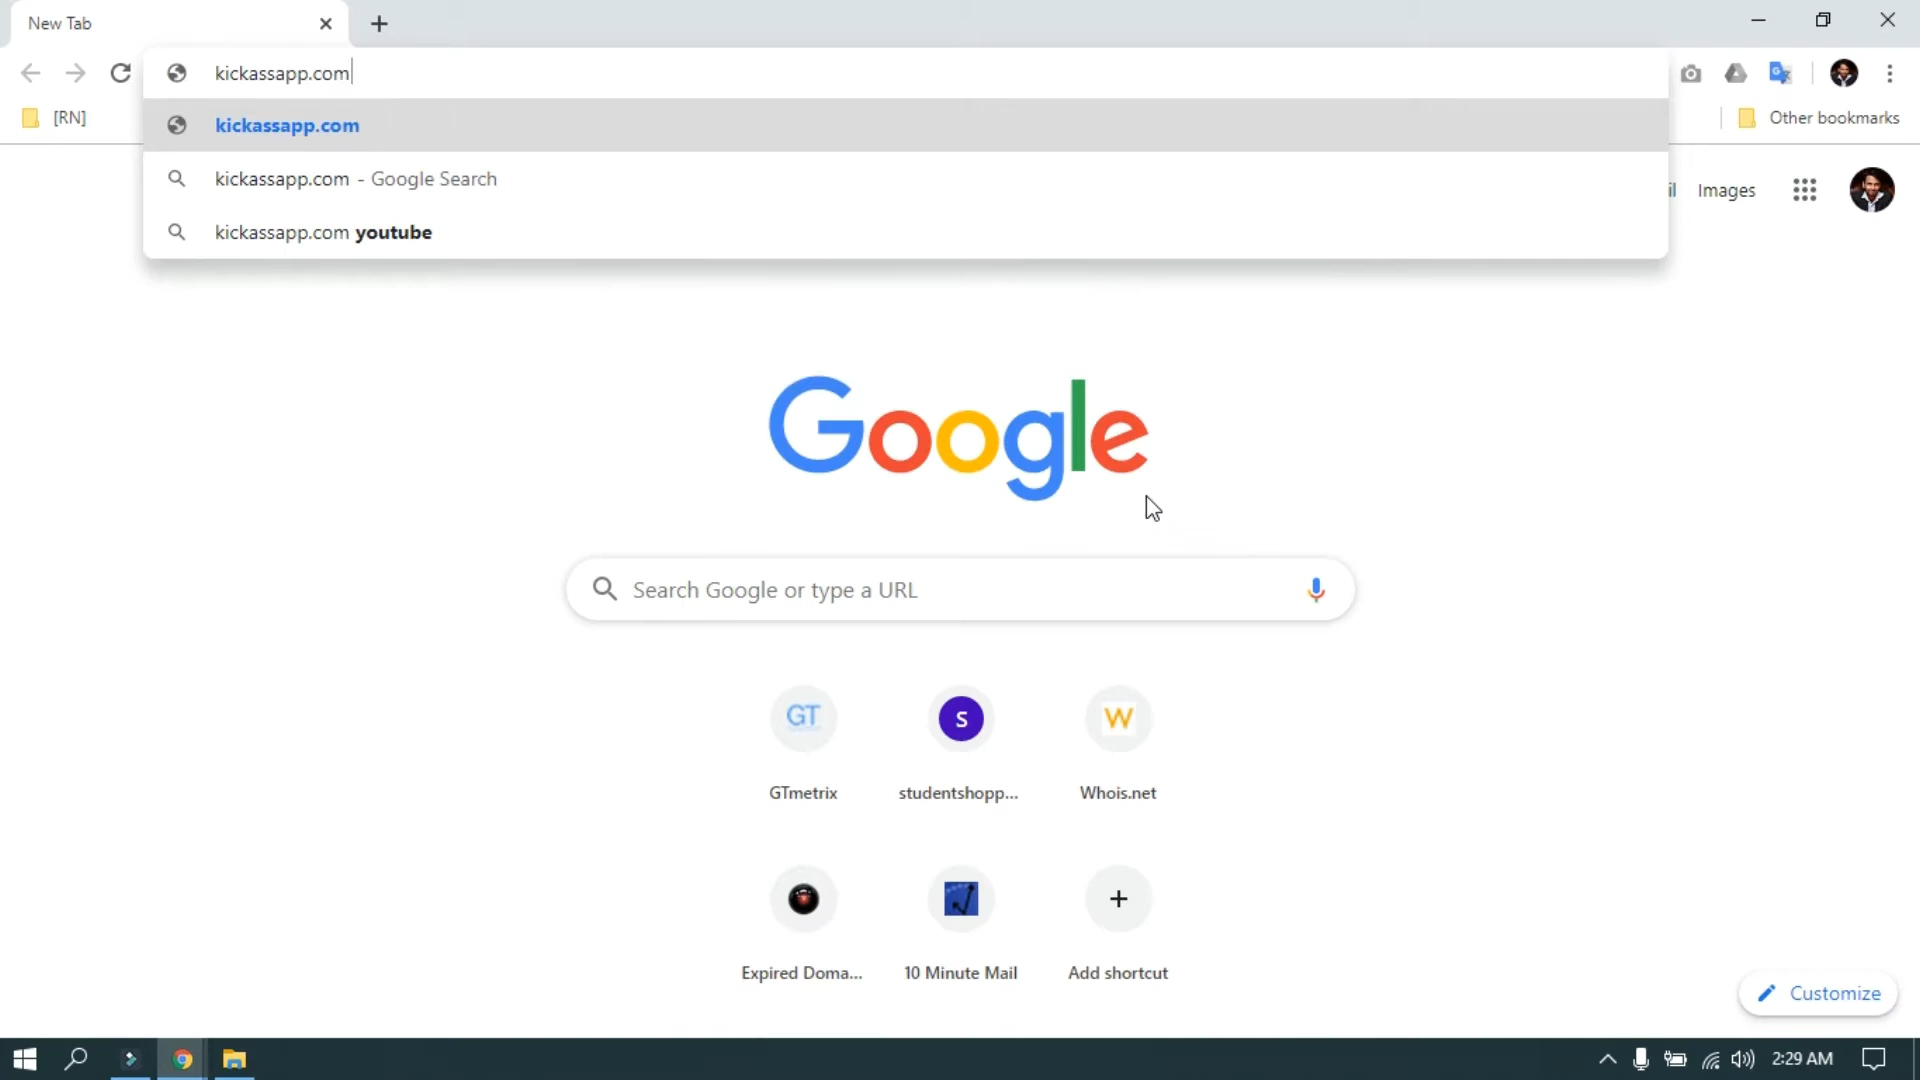 New Tab
kickassapp.com
[RN]
kickassapp.com
Other bookmarks
kickassapp.com - Google Search
il Images
kickassapp.com youtube
Google
Search Google or type a URL
GT S W
GTmetrix studentshopp... Whois.net
Expired Doma... 10 Minute Mail Add shortcut
Customize
2:29 AM